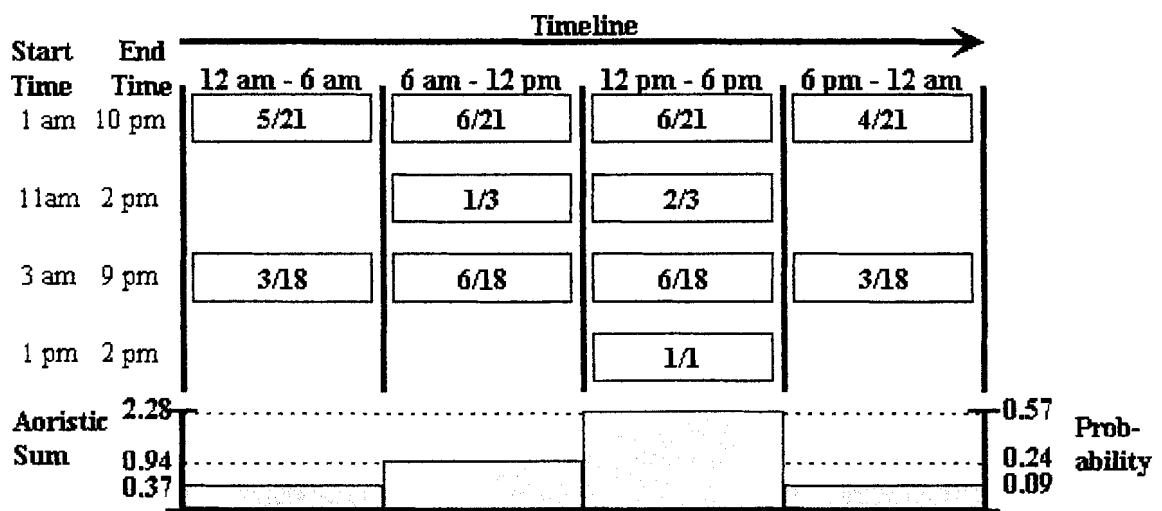 Timeline
Start End
Time Time 12 am - 6 am 6 am - 12 pm 12 pm - 6 pm 6 pm - 12 am
1 am 10 pm 5/21 6/21 6/21 4/21
11am 2 pm 1/3 2/3
3 am 9 pm 3/18 6/18 6/18 3/18
1 pm 2 pm 1/1
Aoristic 2.28 0.57 Prob-
Sum 0.94 0.24 ability
0.37 0.09